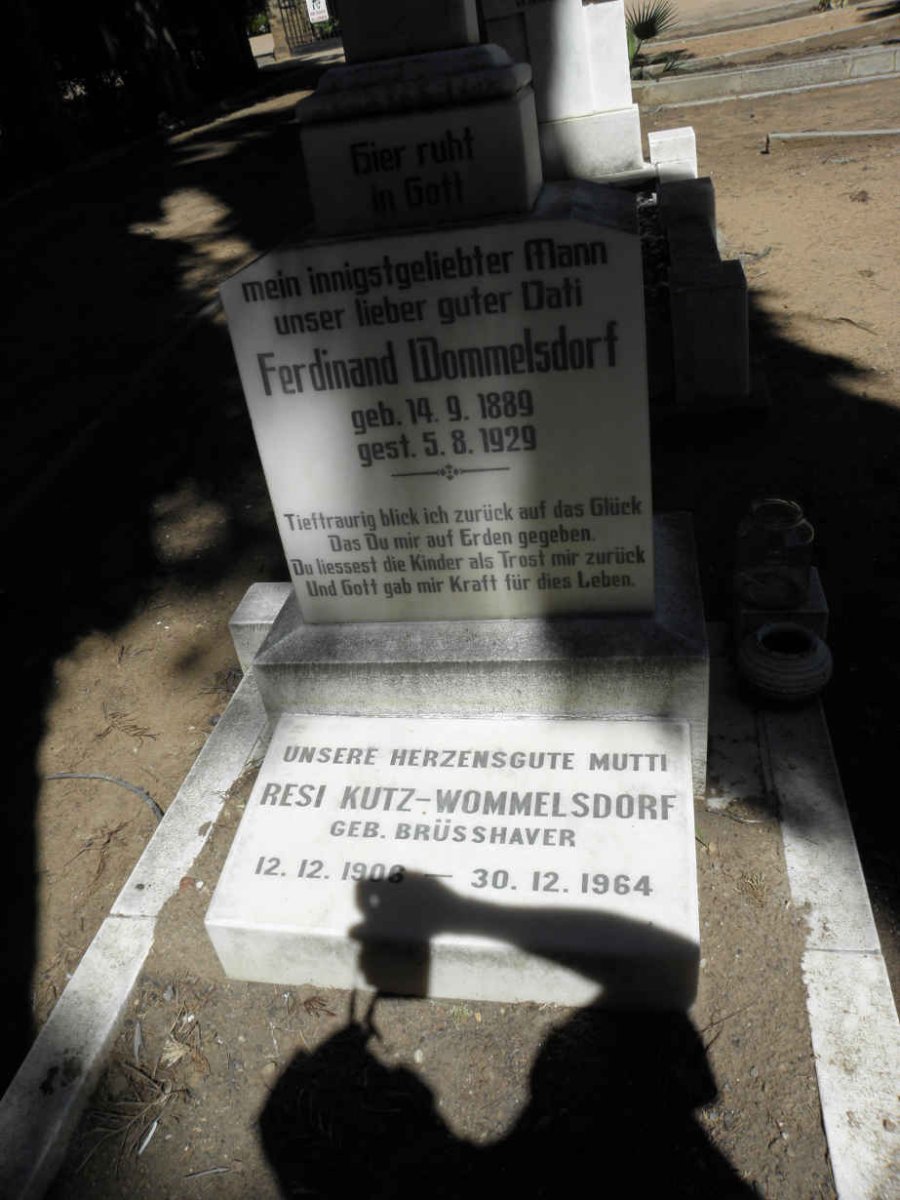 Hier ruht
in Gott
mein innigstgeliebter Mann
unser lieber guter Dati
Ferdinand Wommelsdorf
geb. 14. 9. 1889
gest. 5. 8. 1929
Tieftraurig blick ich zurück auf das Glück
Das Du mir auf Erden gegeben.
Du liessest die Kinder als Trost mir zurück
Und Gott gab mir Kraft für dies Leben.
UNSERE HERZENSGUTE MUTTI
RESI KUTZ-WOMMELSDORF
GEB. BRÜSSHAVER
12. 12. — 30. 12. 1964